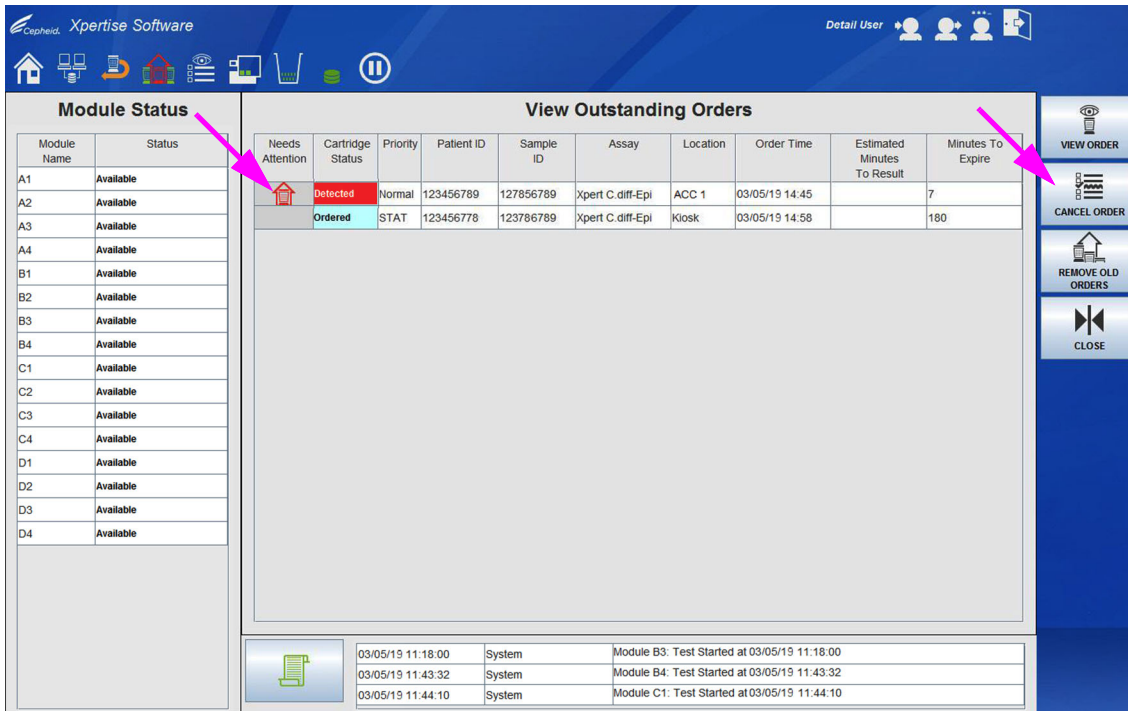 Cepheid. Xpertise Software
Detail User
Module Status
Module Name Status
A1 Available
A2 Available
A3 Available
A4 Available
B1 Available
B2 Available
B3 Available
B4 Available
C1 Available
C2 Available
C3 Available
C4 Available
D1 Available
D2 Available
D3 Available
D4 Available
View Outstanding Orders
Needs Attention Cartridge Status Priority Patient ID Sample ID Assay Location Order Time Estimated Minutes To Result Minutes To Expire
Detected Normal 123456789 127856789 Xpert C.diff-Epi ACC 1 03/05/19 14:45 7
Ordered STAT 123456778 123786789 Xpert C.diff-Epi Kiosk 03/05/19 14:58 180
03/05/19 11:18:00 System Module B3: Test Started at 03/05/19 11:18:00
03/05/19 11:43:32 System Module B4: Test Started at 03/05/19 11:43:32
03/05/19 11:44:10 System Module C1: Test Started at 03/05/19 11:44:10
VIEW ORDER
CANCEL ORDER
REMOVE OLD
ORDERS
CLOSE